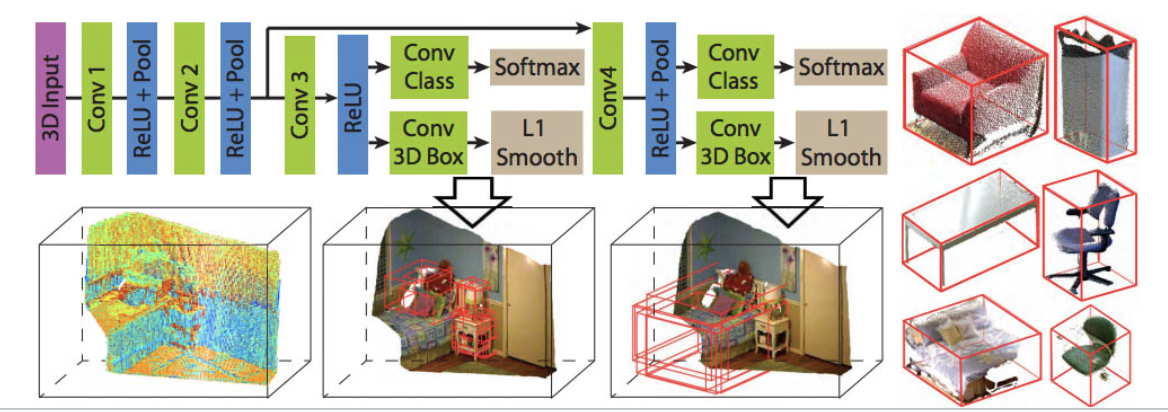 3D Input
Conv 1
ReLU + Pool
Conv 2
ReLU + Pool
Conv 3
ReLU
Conv
Class
Softmax
Conv
3D Box
L1
Smooth
Conv4
ReLU + Pool
Conv
Class
Softmax
Conv
3D Box
L1
Smooth